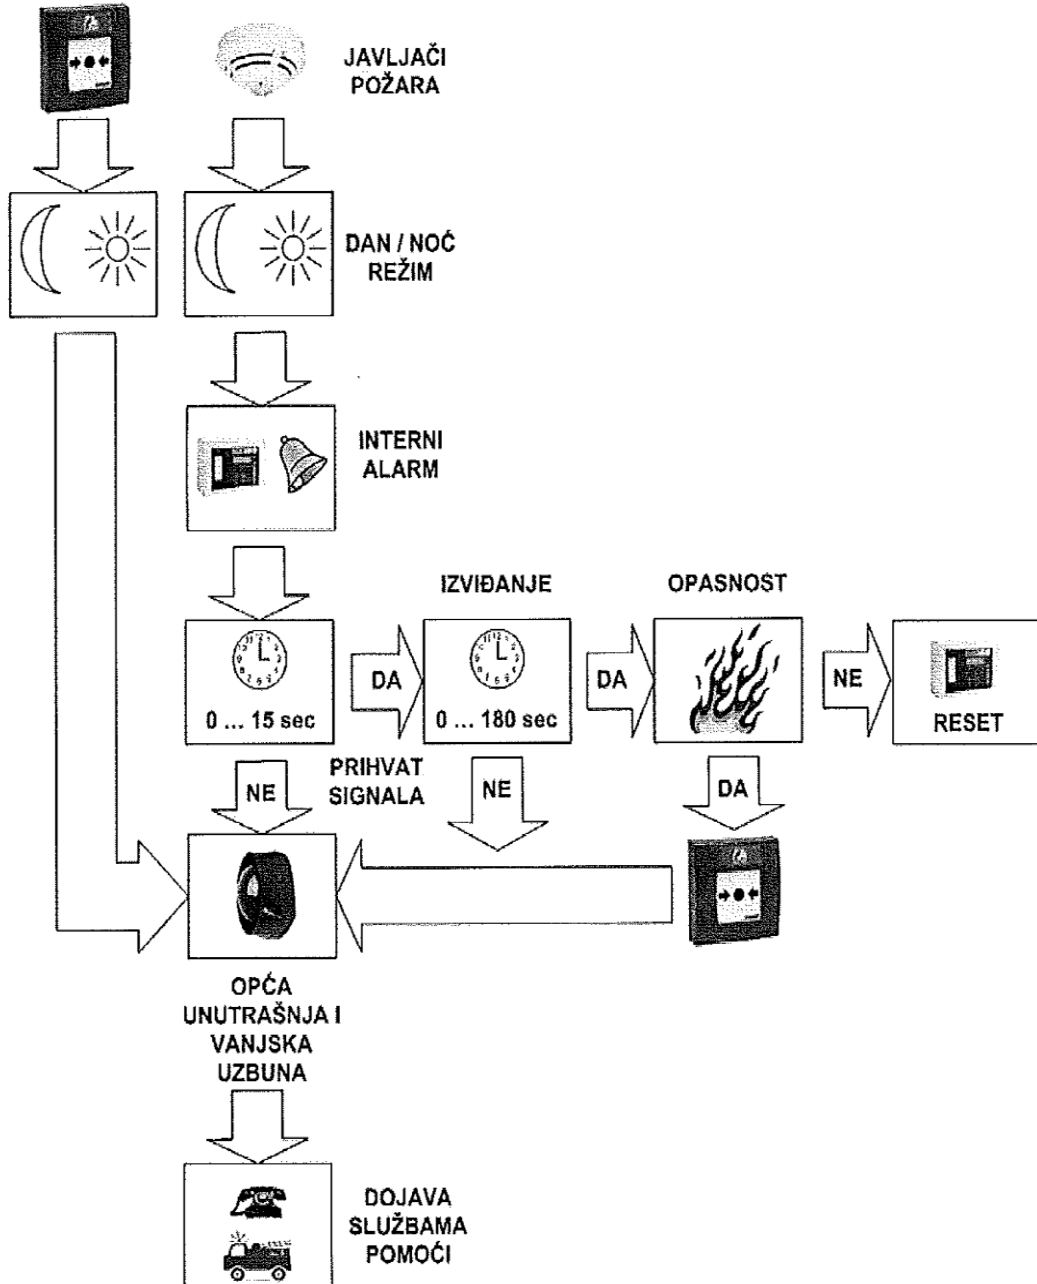 JAVLJAČI
POŽARA
DAN / NOĆ
REŽIM
INTERNI
ALARM
IZVIĐANJE
OPASNOST
0 ... 15 sec
DA
0 ... 180 sec
DA
NE
RESET
NE
PRIHVAT
SIGNALA
NE
DA
OPĆA
UNUTRAŠNJA I
VANJSKA
UZBUNA
DOJAVA
SLUŽBAMA
POMOĆI